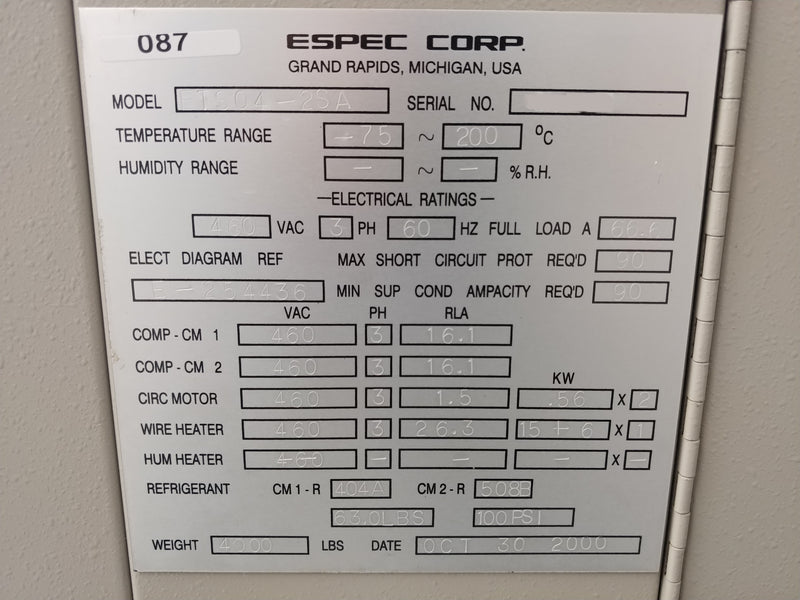 087
ESPEC CORP.
GRAND RAPIDS, MICHIGAN, USA
MODEL SERIAL NO.
TEMPERATURE RANGE -75 ~ 200 °C
HUMIDITY RANGE - ~ - % R.H.
—ELECTRICAL RATINGS—
460 VAC 3 PH 60 HZ FULL LOAD A 66.6
ELECT DIAGRAM REF MAX SHORT CIRCUIT PROT REQ'D 90
E-254436 MIN SUP COND AMPACITY REQ'D 90
VAC PH RLA
COMP-CM 1 460 3 16.1
COMP-CM 2 460 3 16.1
KW
CIRC MOTOR 460 3 1.5 .56 X 2
WIRE HEATER 460 3 26.3 15 + 6 X 1
HUM HEATER 460 - - - X -
REFRIGERANT CM 1-R 404A CM 2-R 508B
63.0LBS 100PSI
WEIGHT 4000 LBS DATE OCT 30 2000